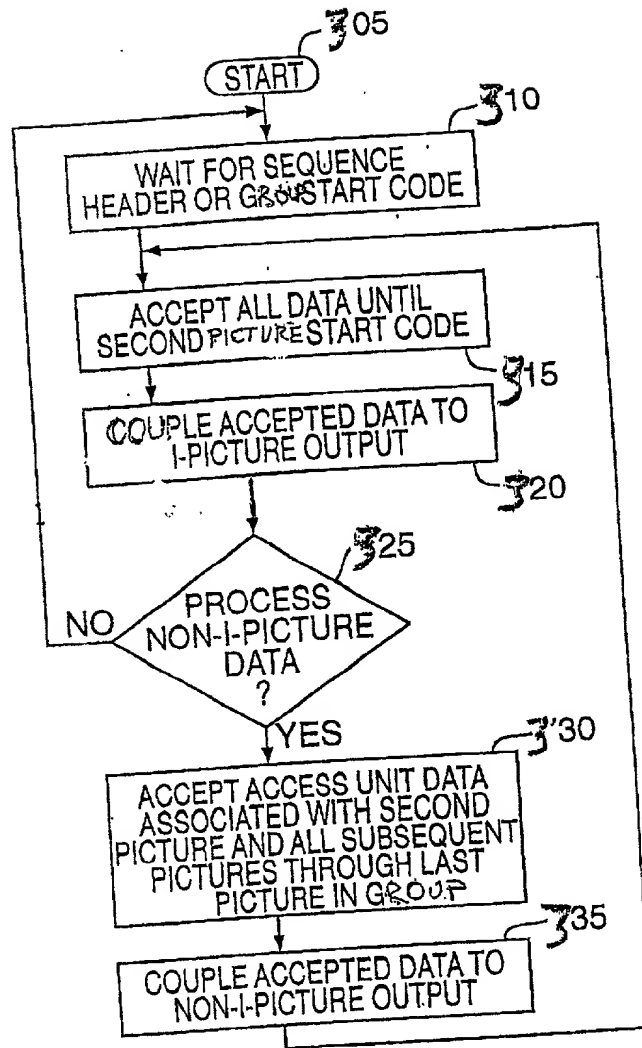 305
START
310
WAIT FOR SEQUENCE
HEADER OR GROUP START CODE
ACCEPT ALL DATA UNTIL
SECOND PICTURE START CODE
315
COUPLE ACCEPTED DATA TO
I-PICTURE OUTPUT
320
325
PROCESS
NON-I-PICTURE
DATA
?
NO
YES
330
ACCEPT ACCESS UNIT DATA
ASSOCIATED WITH SECOND
PICTURE AND ALL SUBSEQUENT
PICTURES THROUGH LAST
PICTURE IN GROUP
335
COUPLE ACCEPTED DATA TO
NON-I-PICTURE OUTPUT